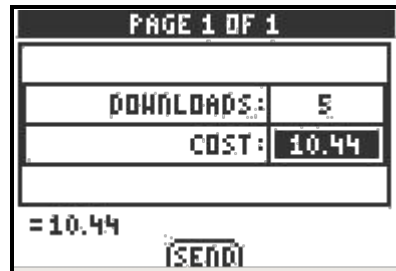 PAGE 1 OF 1
DOWNLOADS: 5
COST: 10.44
=10.44
SEND